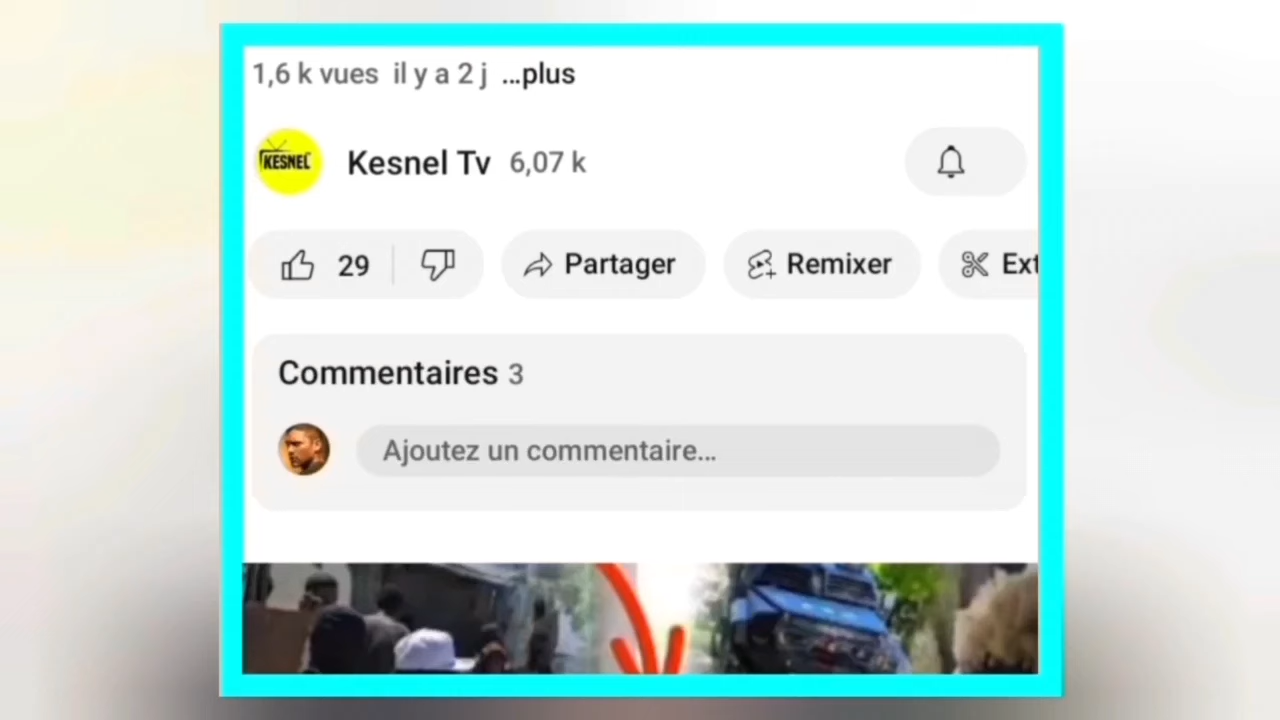 1,6 k vues il y a 2 j ...plus
KESNEL
Kesnel Tv 6,07 k
29 Partager Remixer Ext
Commentaires 3
Ajoutez un commentaire...